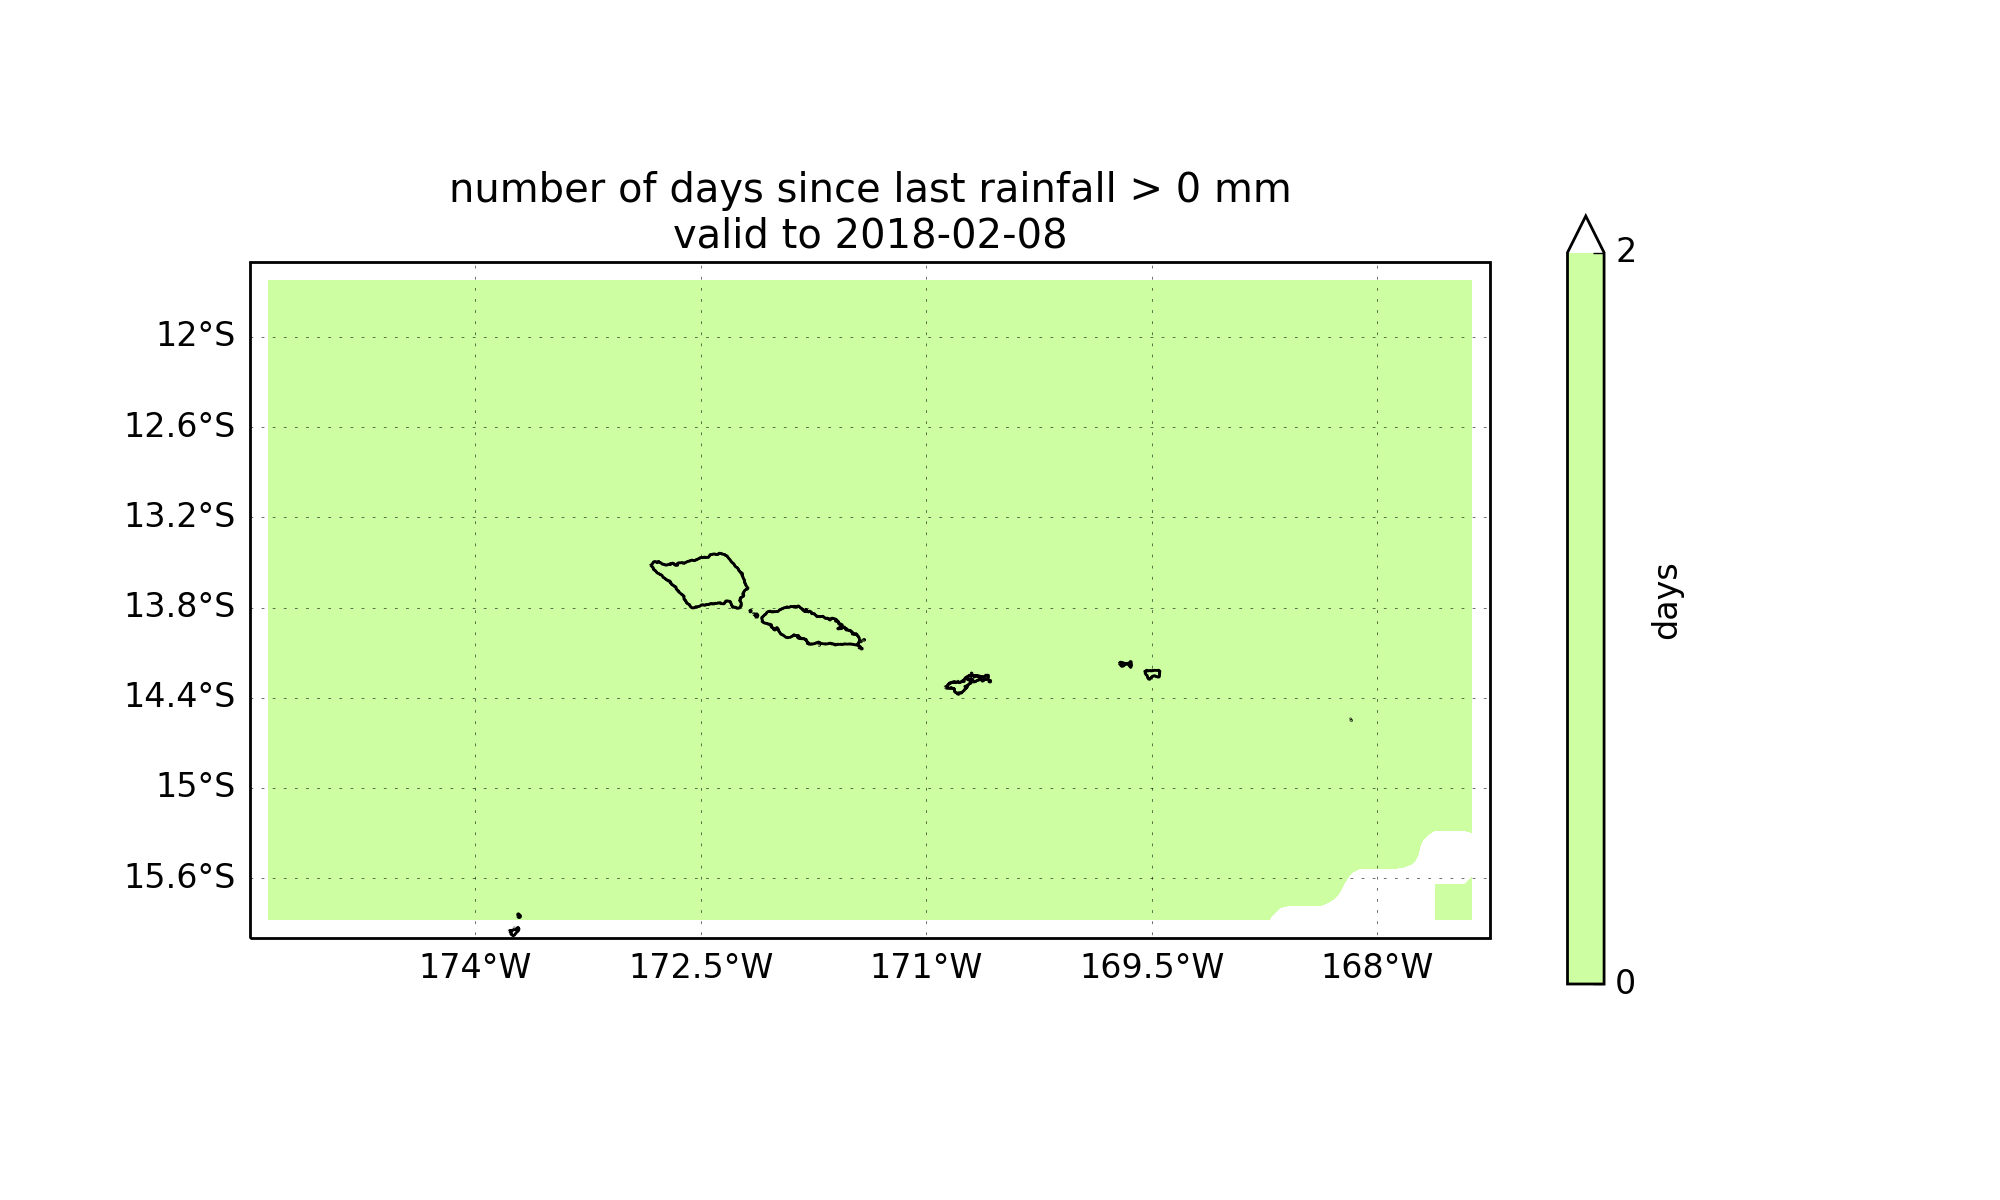 number of days since last rainfall > 0 mm
valid to 2018-02-08
2
12°S
12.6°S
13.2°S
13.8°S
14.4°S
15°S
15.6°S
days
174°W 172.5°W 171°W 169.5°W 168°W
0